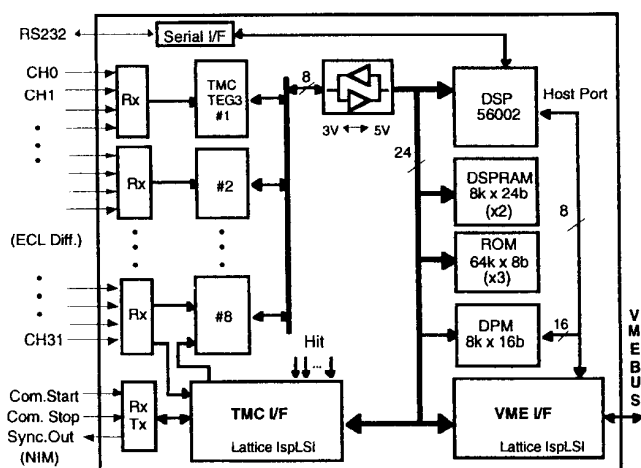 RS232
Serial I/F
CH0
CH1
Rx
TMC
TEG3
#1
8
3V
5V
DSP
56002
Host Port
24
Rx
#2
DSPRAM
8k x 24b
(x2)
8
(ECL Diff.)
ROM
64k x 8b
(x3)
Rx
#8
CH31
Hit
...
DPM
8k x 16b
16
VMEBUS
Com.Start
Com. Stop
Sync.Out
(NIM)
Rx
Tx
TMC I/F
Lattice IspLSI
VME I/F
Lattice IspLSI